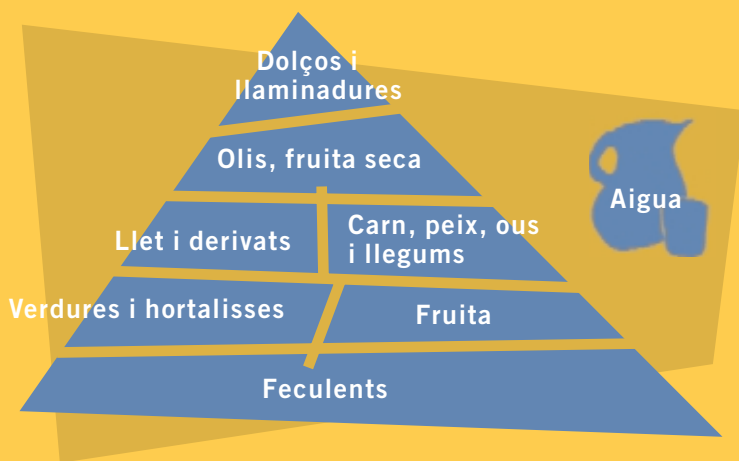 Dolços i
llaminadures
Olis, fruita seca
Aigua
Llet i derivats
Carn, peix, ous
i llegums
Verdures i hortalisses
Fruita
Feculents